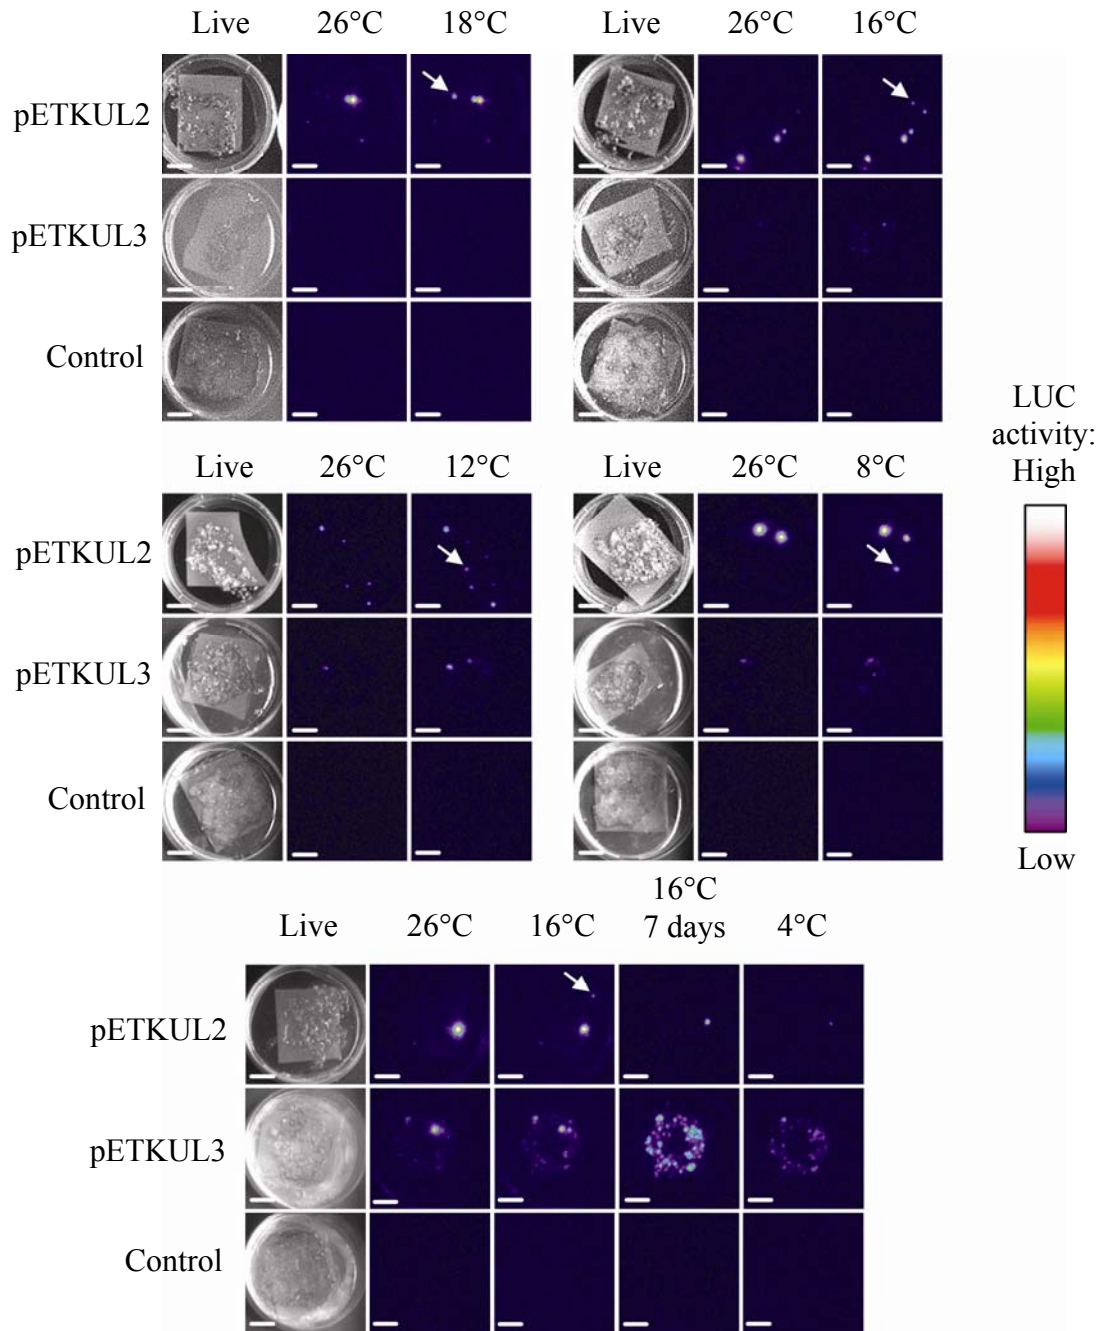 Live 26°C 18°C Live 26°C 16°C
pETKUL2
pETKUL3
Control
LUC
activity:
High
Low
Live 26°C 12°C Live 26°C 8°C
pETKUL2
pETKUL3
Control
16°C
Live 26°C 16°C 7 days 4°C
pETKUL2
pETKUL3
Control